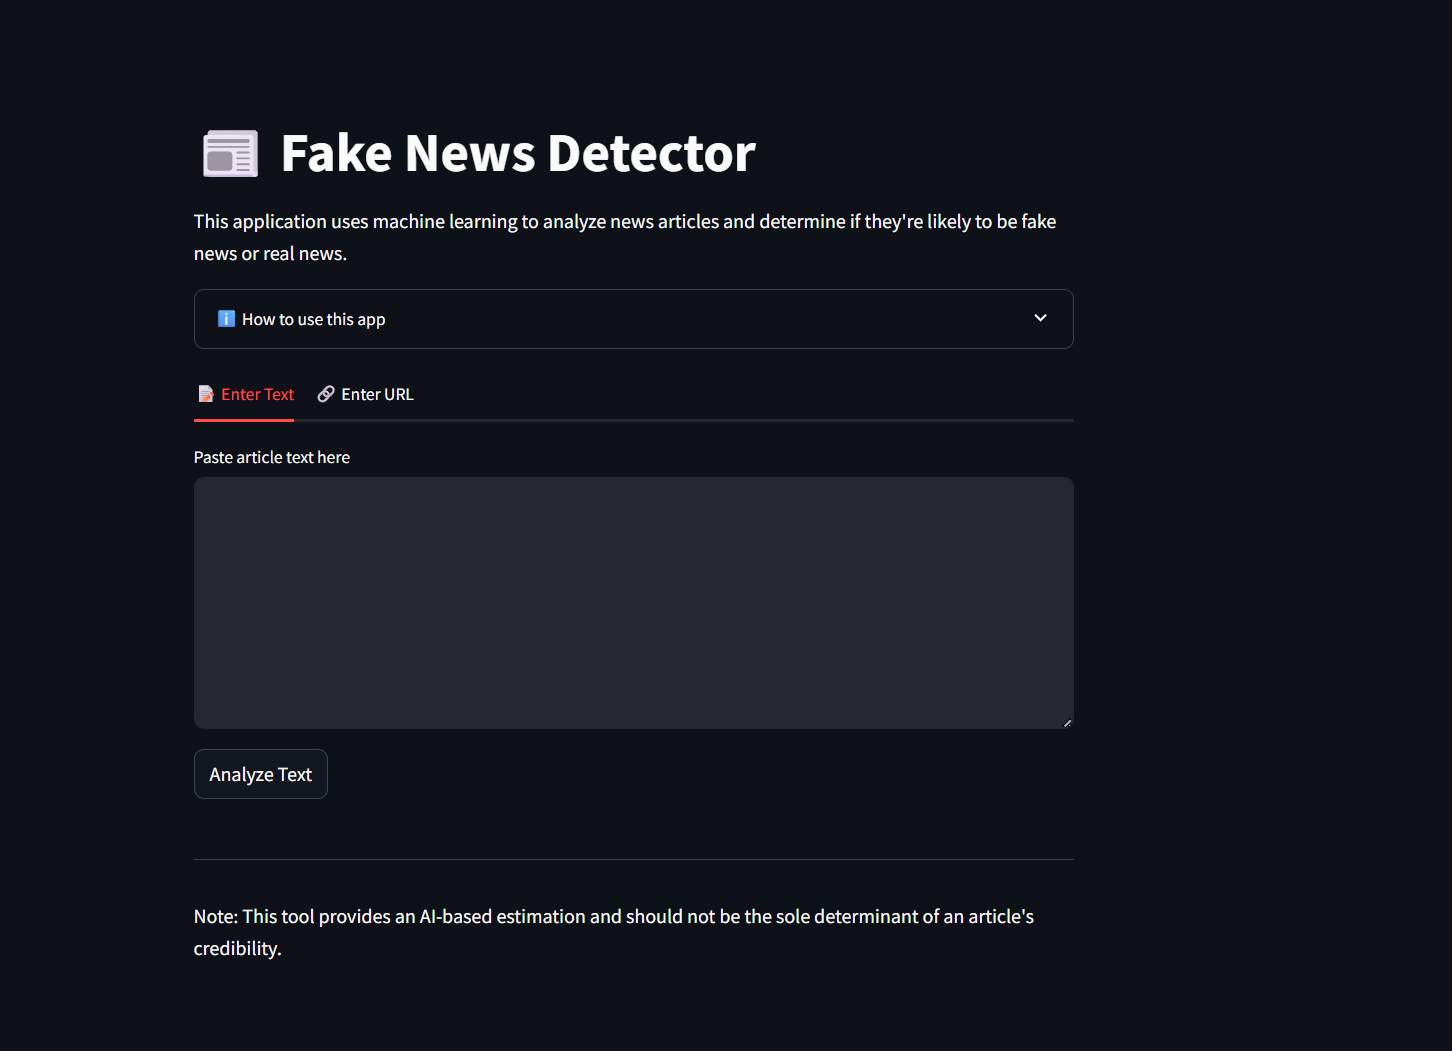 Fake News Detector
This application uses machine learning to analyze news articles and determine if they're likely to be fake
news or real news.
How to use this app
Enter Text Enter URL
Paste article text here
Analyze Text
Note: This tool provides an AI-based estimation and should not be the sole determinant of an article's
credibility.